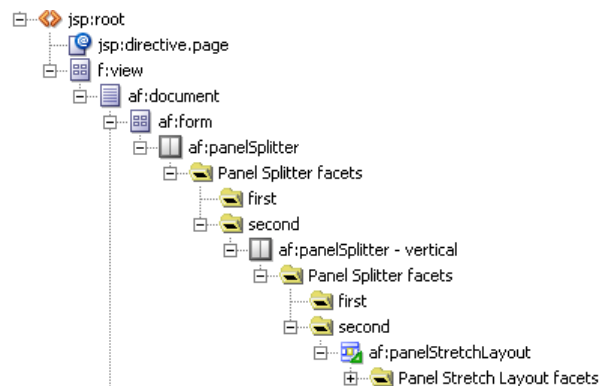 jsp:root
jsp:directive.page
f:view
af:document
af:form
af:panelSplitter
Panel Splitter facets
first
second
af:panelSplitter - vertical
Panel Splitter facets
first
second
af:panelStretchLayout
Panel Stretch Layout facets